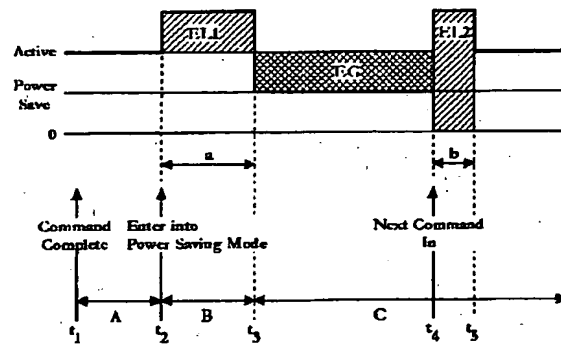 EL1
EL2
Active
EG
Power
Save
0
a
b
Command
Complete
Enter into
Power Saving Mode
Next Command
In
A
B
C
t1
t2
t3
t4
t5